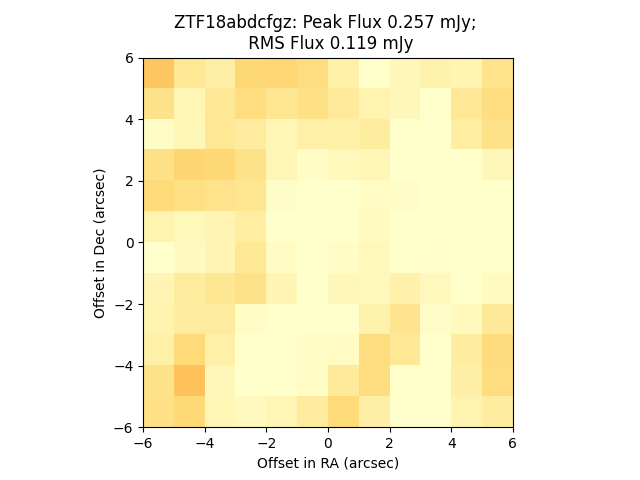 ZTF18abdcfgz: Peak Flux 0.257 mJy;
RMS Flux 0.119 mJy
6
4
2
0
−2
−4
−6
Offset in Dec (arcsec)
−6 −4 −2 0 2 4 6
Offset in RA (arcsec)